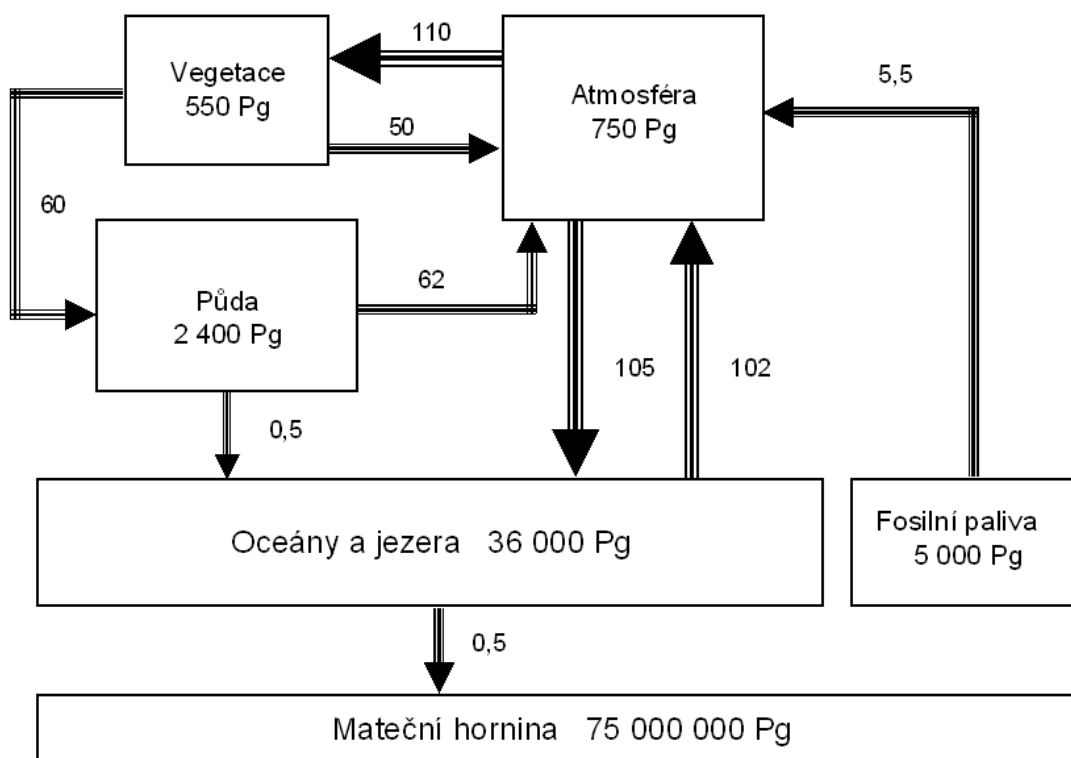 110
Vegetace
550 Pg
Atmosféra
750 Pg
5,5
50
60
Půda
2 400 Pg
62
105
102
0,5
Oceány a jezera 36 000 Pg
Fosilní paliva
5 000 Pg
0,5
Mateční hornina 75 000 000 Pg